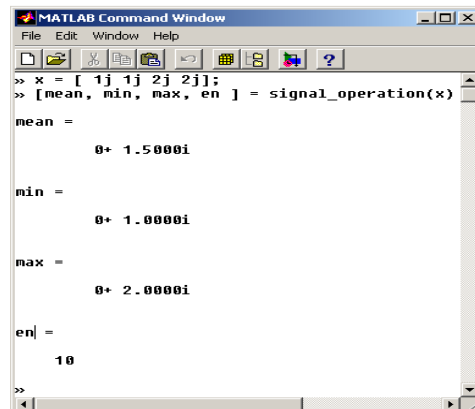 MATLAB Command Window
File Edit Window Help
?
» x = [ 1j 1j 2j 2j];
» [mean, min, max, en ] = signal_operation(x)
mean =
0+ 1.5000i
min =
0+ 1.0000i
max =
0+ 2.0000i
en =
10
»